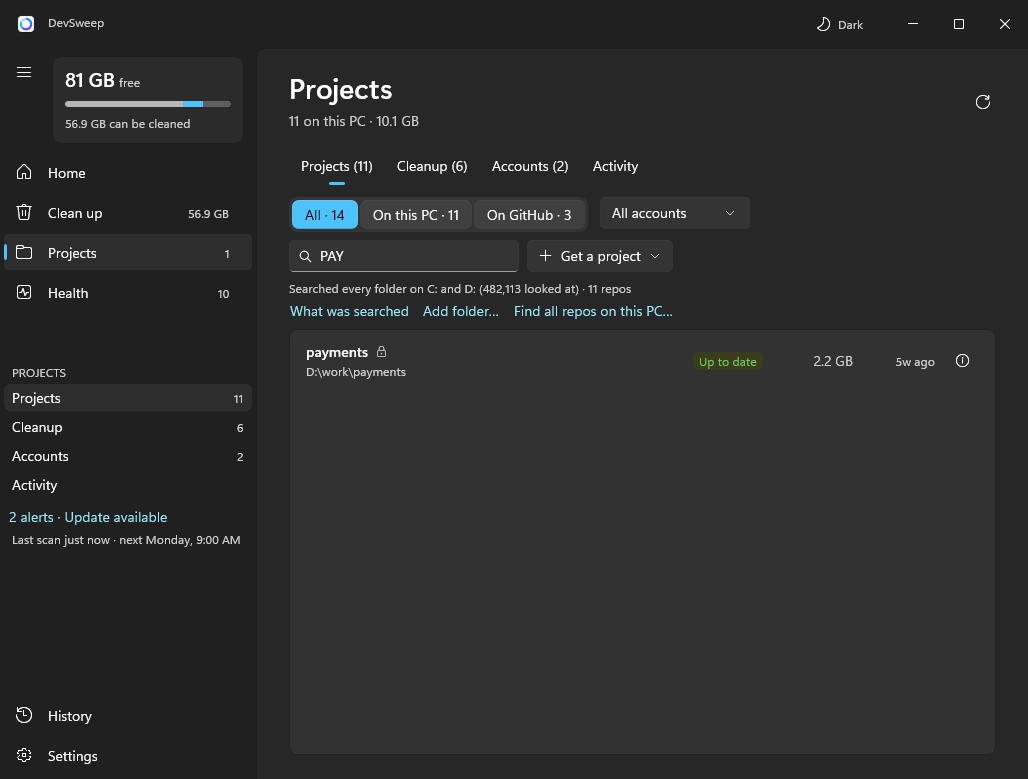 DevSweep
Dark
81 GB free
56.9 GB can be cleaned
Home
Clean up 56.9 GB
Projects 1
Health 10
PROJECTS
Projects 11
Cleanup 6
Accounts 2
Activity
2 alerts · Update available
Last scan just now · next Monday, 9:00 AM
History
Settings
Projects
11 on this PC · 10.1 GB
Projects (11) Cleanup (6) Accounts (2) Activity
All · 14 On this PC · 11 On GitHub · 3 All accounts
PAY Get a project
Searched every folder on C: and D: (482,113 looked at) · 11 repos
What was searched Add folder... Find all repos on this PC...
payments Up to date 2.2 GB 5w ago
D:\work\payments